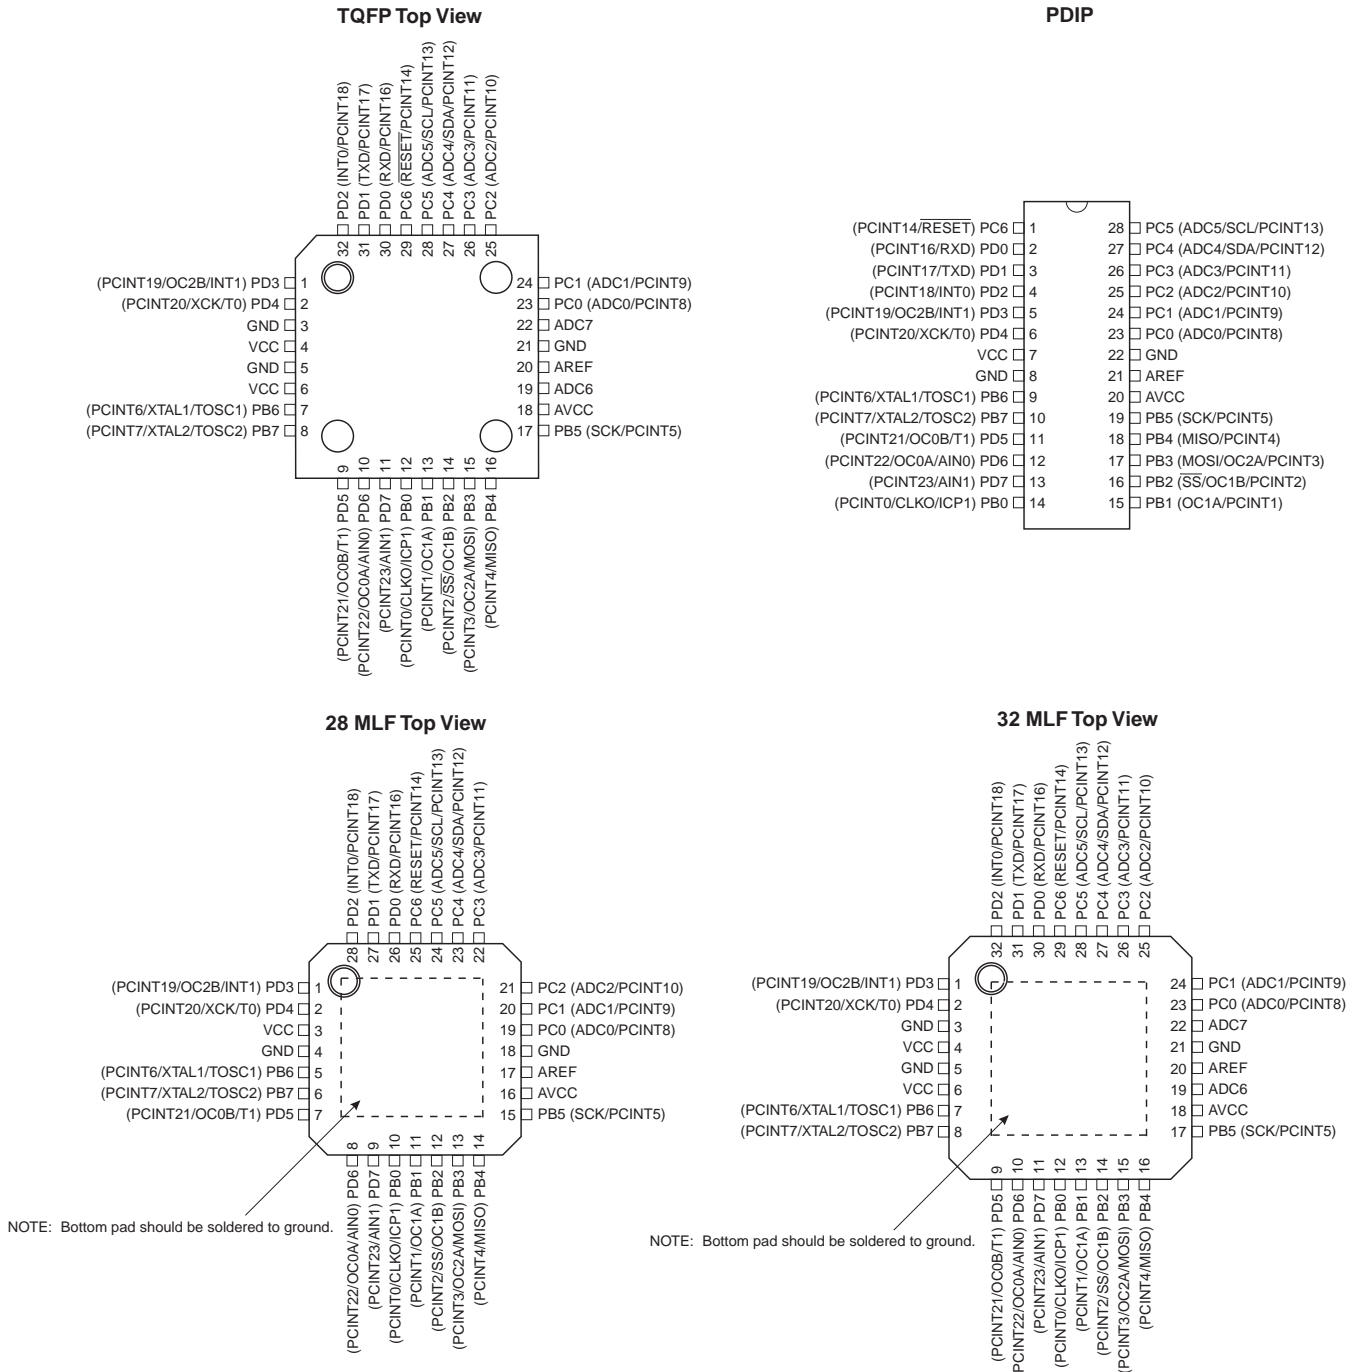 TQFP Top View
32 PD2 (INT0/PCINT18)
31 PD1 (TXD/PCINT17)
30 PD0 (RXD/PCINT16)
29 PC6 (RESET/PCINT14)
28 PC5 (ADC5/SCL/PCINT13)
27 PC4 (ADC4/SDA/PCINT12)
26 PC3 (ADC3/PCINT11)
25 PC2 (ADC2/PCINT10)
(PCINT19/OC2B/INT1) PD3 1
(PCINT20/XCK/T0) PD4 2
GND 3
VCC 4
GND 5
VCC 6
(PCINT6/XTAL1/TOSC1) PB6 7
(PCINT7/XTAL2/TOSC2) PB7 8
24 PC1 (ADC1/PCINT9)
23 PC0 (ADC0/PCINT8)
22 ADC7
21 GND
20 AREF
19 ADC6
18 AVCC
17 PB5 (SCK/PCINT5)
(PCINT21/OC0B/T1) PD5 9
(PCINT22/OC0A/AIN0) PD6 10
(PCINT23/AIN1) PD7 11
(PCINT0/CLKO/ICP1) PB0 12
(PCINT1/OC1A) PB1 13
(PCINT2/SS/OC1B) PB2 14
(PCINT3/OC2A/MOSI) PB3 15
(PCINT4/MISO) PB4 16
PDIP
(PCINT14/RESET) PC6 1
(PCINT16/RXD) PD0 2
(PCINT17/TXD) PD1 3
(PCINT18/INT0) PD2 4
(PCINT19/OC2B/INT1) PD3 5
(PCINT20/XCK/T0) PD4 6
VCC 7
GND 8
(PCINT6/XTAL1/TOSC1) PB6 9
(PCINT7/XTAL2/TOSC2) PB7 10
(PCINT21/OC0B/T1) PD5 11
(PCINT22/OC0A/AIN0) PD6 12
(PCINT23/AIN1) PD7 13
(PCINT0/CLKO/ICP1) PB0 14
28 PC5 (ADC5/SCL/PCINT13)
27 PC4 (ADC4/SDA/PCINT12)
26 PC3 (ADC3/PCINT11)
25 PC2 (ADC2/PCINT10)
24 PC1 (ADC1/PCINT9)
23 PC0 (ADC0/PCINT8)
22 GND
21 AREF
20 AVCC
19 PB5 (SCK/PCINT5)
18 PB4 (MISO/PCINT4)
17 PB3 (MOSI/OC2A/PCINT3)
16 PB2 (SS/OC1B/PCINT2)
15 PB1 (OC1A/PCINT1)
28 MLF Top View
28 PD2 (INT0/PCINT18)
27 PD1 (TXD/PCINT17)
26 PD0 (RXD/PCINT16)
25 PC6 (RESET/PCINT14)
24 PC5 (ADC5/SCL/PCINT13)
23 PC4 (ADC4/SDA/PCINT12)
22 PC3 (ADC3/PCINT11)
(PCINT19/OC2B/INT1) PD3 1
(PCINT20/XCK/T0) PD4 2
VCC 3
GND 4
(PCINT6/XTAL1/TOSC1) PB6 5
(PCINT7/XTAL2/TOSC2) PB7 6
(PCINT21/OC0B/T1) PD5 7
21 PC2 (ADC2/PCINT10)
20 PC1 (ADC1/PCINT9)
19 PC0 (ADC0/PCINT8)
18 GND
17 AREF
16 AVCC
15 PB5 (SCK/PCINT5)
(PCINT22/OC0A/AIN0) PD6 8
(PCINT23/AIN1) PD7 9
(PCINT0/CLKO/ICP1) PB0 10
(PCINT1/OC1A) PB1 11
(PCINT2/SS/OC1B) PB2 12
(PCINT3/OC2A/MOSI) PB3 13
(PCINT4/MISO) PB4 14
NOTE: Bottom pad should be soldered to ground.
32 MLF Top View
32 PD2 (INT0/PCINT18)
31 PD1 (TXD/PCINT17)
30 PD0 (RXD/PCINT16)
29 PC6 (RESET/PCINT14)
28 PC5 (ADC5/SCL/PCINT13)
27 PC4 (ADC4/SDA/PCINT12)
26 PC3 (ADC3/PCINT11)
25 PC2 (ADC2/PCINT10)
(PCINT19/OC2B/INT1) PD3 1
(PCINT20/XCK/T0) PD4 2
GND 3
VCC 4
GND 5
VCC 6
(PCINT6/XTAL1/TOSC1) PB6 7
(PCINT7/XTAL2/TOSC2) PB7 8
24 PC1 (ADC1/PCINT9)
23 PC0 (ADC0/PCINT8)
22 ADC7
21 GND
20 AREF
19 ADC6
18 AVCC
17 PB5 (SCK/PCINT5)
(PCINT21/OC0B/T1) PD5 9
(PCINT22/OC0A/AIN0) PD6 10
(PCINT23/AIN1) PD7 11
(PCINT0/CLKO/ICP1) PB0 12
(PCINT1/OC1A) PB1 13
(PCINT2/SS/OC1B) PB2 14
(PCINT3/OC2A/MOSI) PB3 15
(PCINT4/MISO) PB4 16
NOTE: Bottom pad should be soldered to ground.